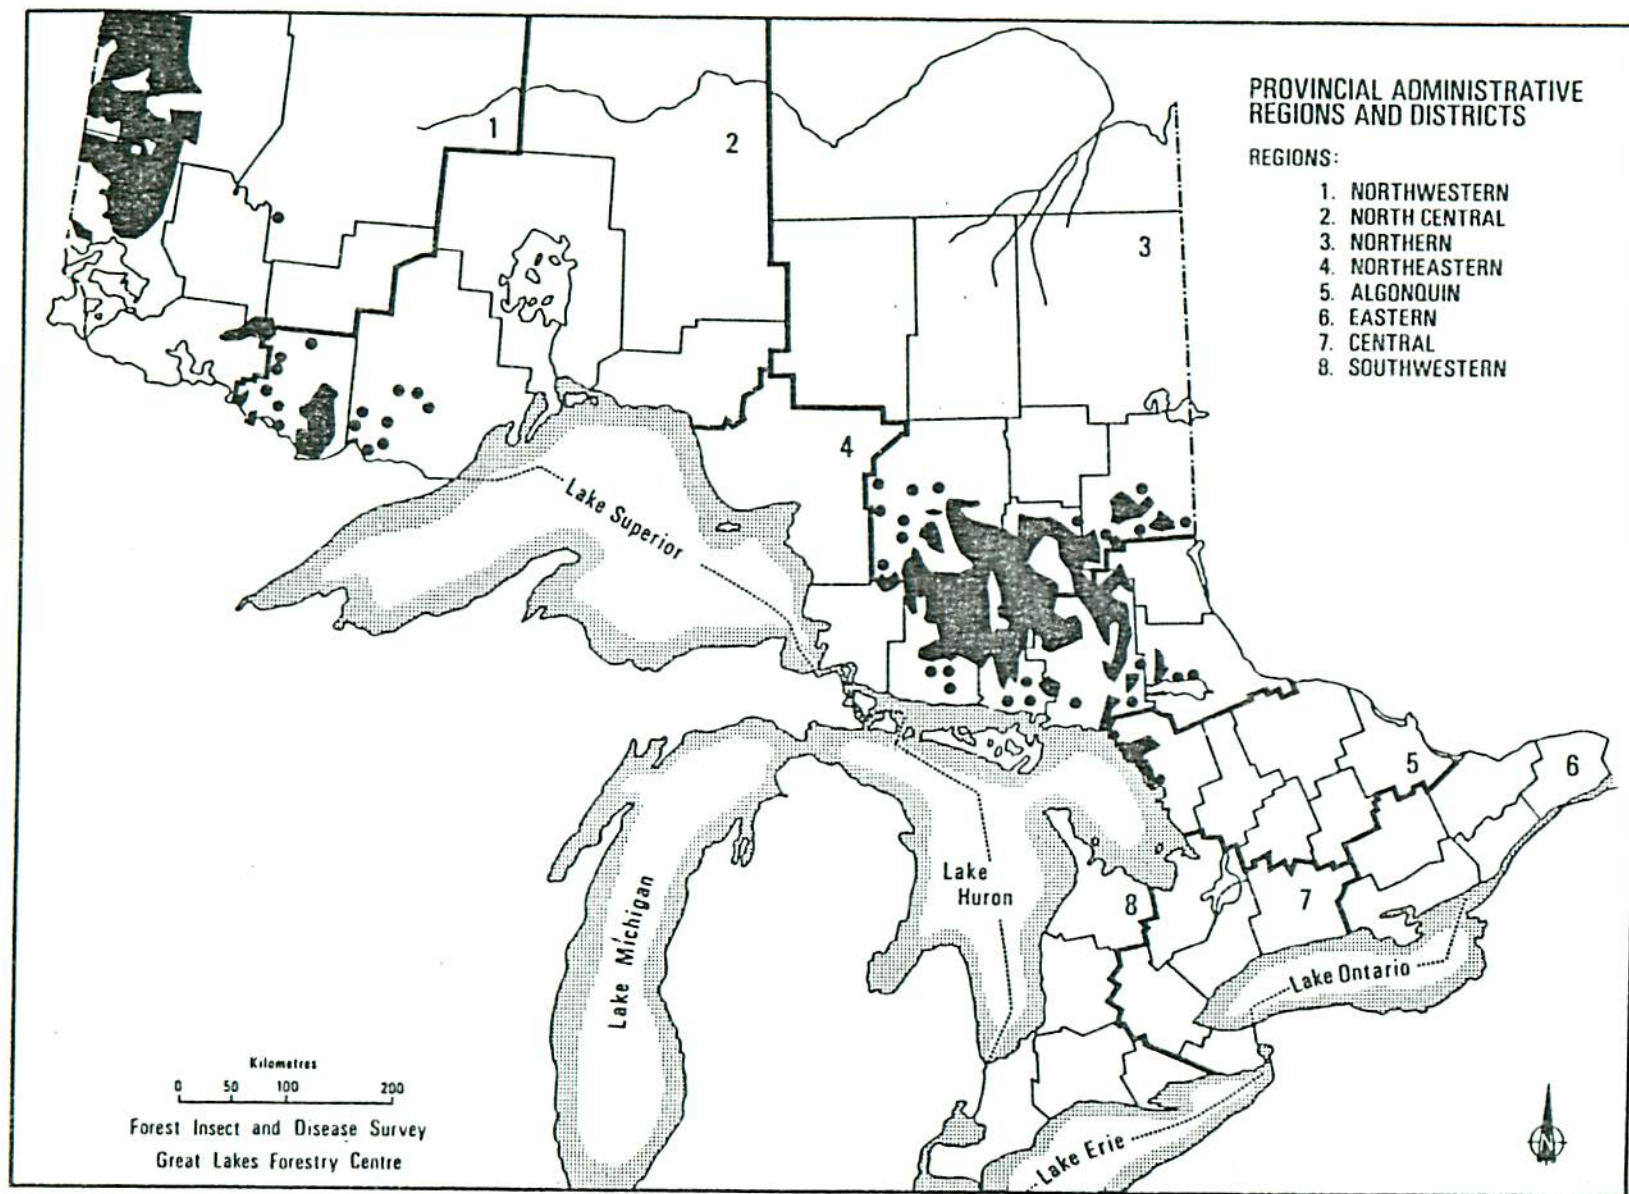 PROVINCIAL ADMINISTRATIVE
REGIONS AND DISTRICTS
REGIONS:
1. NORTHWESTERN
2. NORTH CENTRAL
3. NORTHERN
4. NORTHEASTERN
5. ALGONQUIN
6. EASTERN
7. CENTRAL
8. SOUTHWESTERN
1
2
3
4
Lake Superior
5
6
Lake Michigan
Lake
Huron
8
7
Lake Ontario
Lake Erie
Kilometres
0 50 100 200
Forest Insect and Disease Survey
Great Lakes Forestry Centre
N